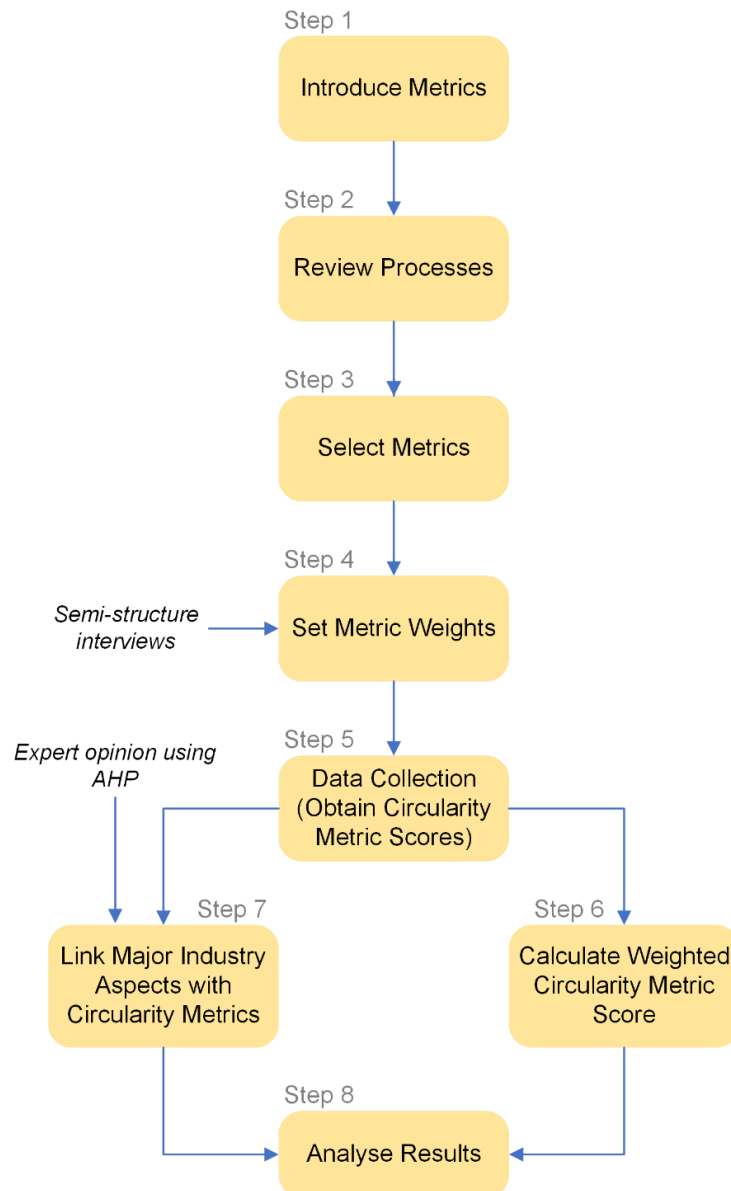 Step 1
Introduce Metrics
Step 2
Review Processes
Step 3
Select Metrics
Step 4
Semi-structure
interviews
Set Metric Weights
Step 5
Expert opinion using
AHP
Data Collection
(Obtain Circularity
Metric Scores)
Step 7
Link Major Industry
Aspects with
Circularity Metrics
Step 6
Calculate Weighted
Circularity Metric
Score
Step 8
Analyse Results